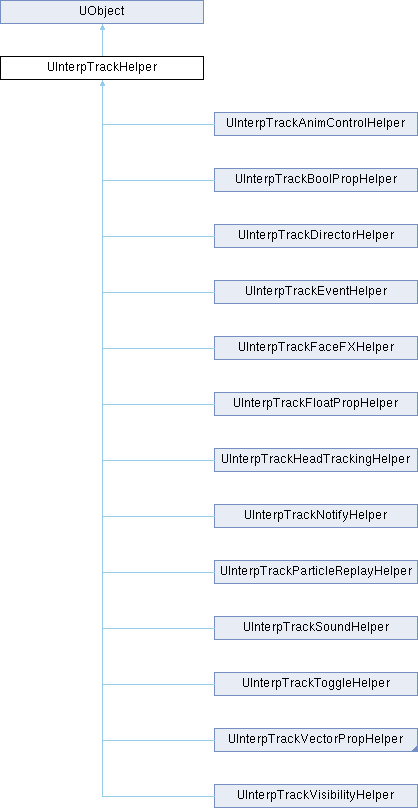 UObject
UInterpTrackHelper
UInterpTrackAnimControlHelper
UInterpTrackBoolPropHelper
UInterpTrackDirectorHelper
UInterpTrackEventHelper
UInterpTrackFaceFXHelper
UInterpTrackFloatPropHelper
UInterpTrackHeadTrackingHelper
UInterpTrackNotifyHelper
UInterpTrackParticleReplayHelper
UInterpTrackSoundHelper
UInterpTrackToggleHelper
UInterpTrackVectorPropHelper
UInterpTrackVisibilityHelper